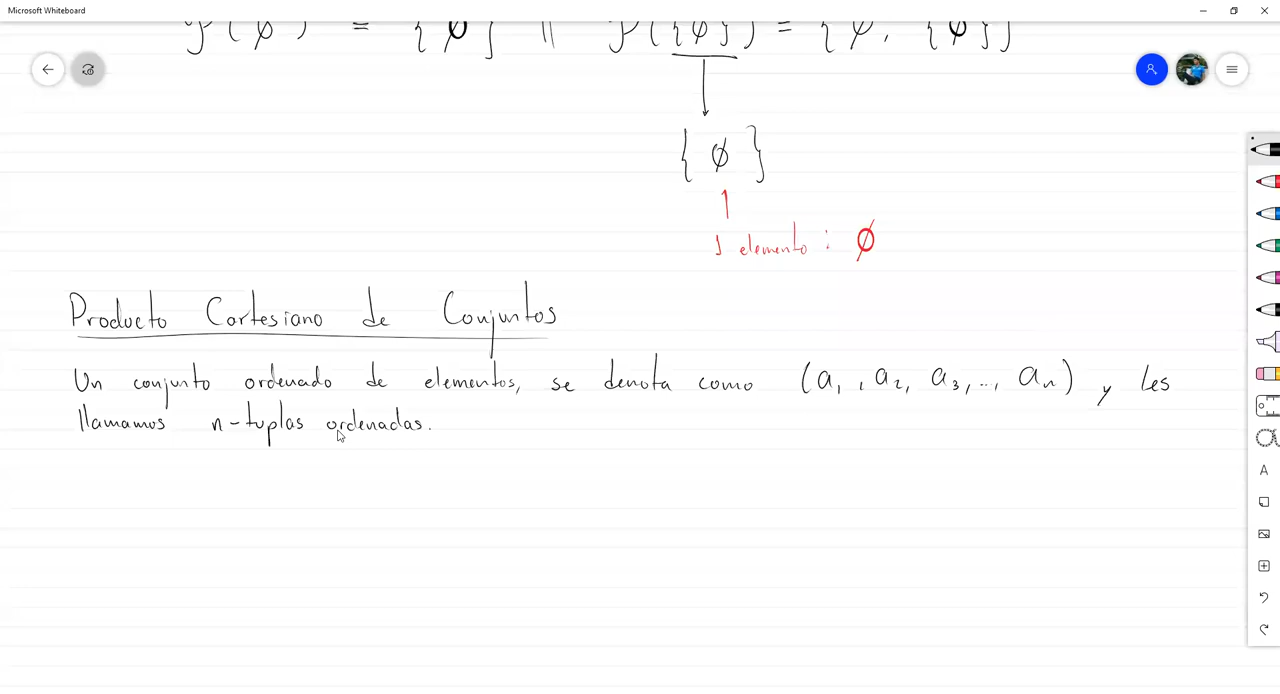 Microsoft Whiteboard
P(∅) = {∅} || P({∅}) = {∅, {∅}}
{∅}
1 elemento : ∅
Producto Cartesiano de Conjuntos
Un conjunto ordenado de elementos, se denota como (a₁, a₂, a₃, ..., aₙ) y les
llamamos n-tuplas ordenadas.
A